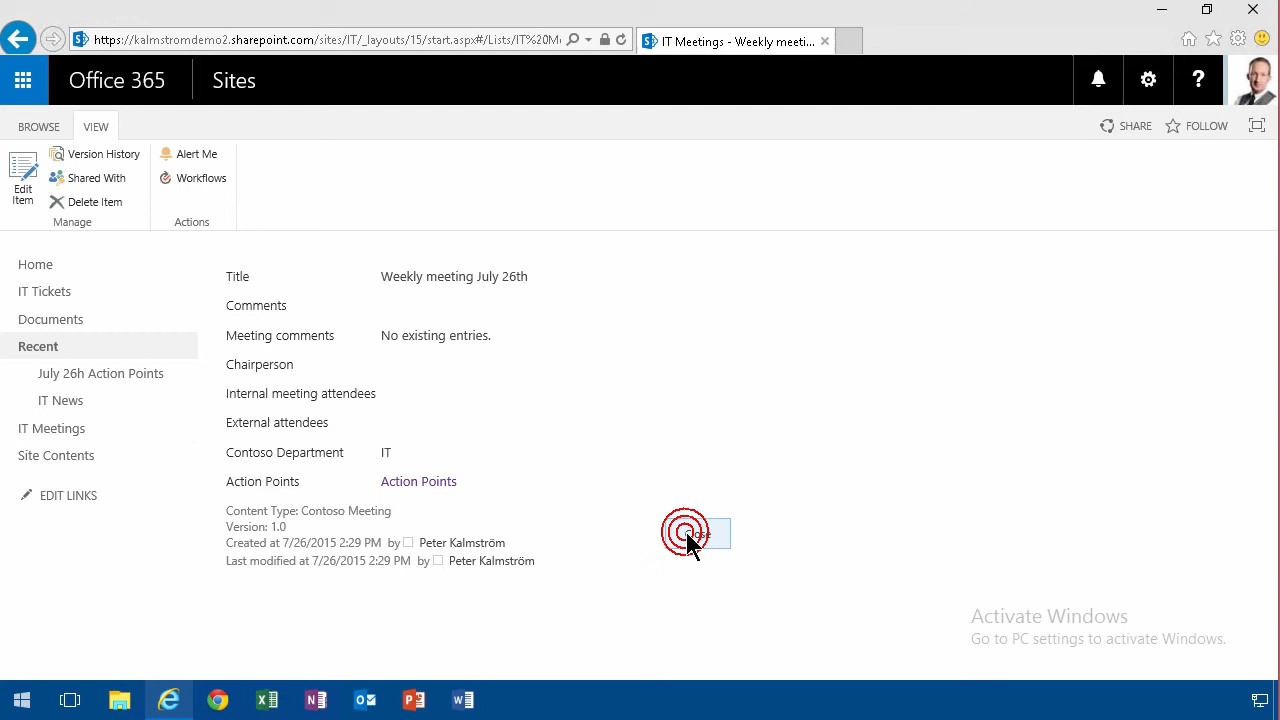 https://kalmstromdemo2.sharepoint.com/sites/IT/_layouts/15/start.aspx#/Lists/IT%20M
IT Meetings - Weekly meeti...
Office 365
Sites
BROWSE
VIEW
SHARE
FOLLOW
Edit
Item
Version History
Shared With
Delete Item
Manage
Alert Me
Workflows
Actions
Home
IT Tickets
Documents
Recent
July 26h Action Points
IT News
IT Meetings
Site Contents
EDIT LINKS
Title Weekly meeting July 26th
Comments
Meeting comments No existing entries.
Chairperson
Internal meeting attendees
External attendees
Contoso Department IT
Action Points Action Points
Content Type: Contoso Meeting
Version: 1.0
Created at 7/26/2015 2:29 PM by Peter Kalmström
Last modified at 7/26/2015 2:29 PM by Peter Kalmström
Close
Activate Windows
Go to PC settings to activate Windows.